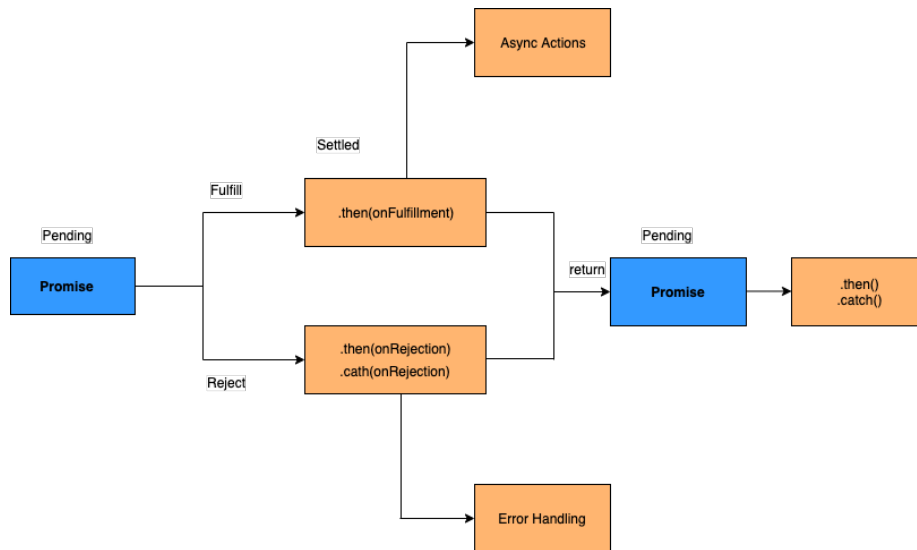 Async Actions
Settled
Fulfill
.then(onFulfillment)
Pending
Pending
Promise
return
Promise
.then()
.catch()
.then(onRejection)
.cath(onRejection)
Reject
Error Handling